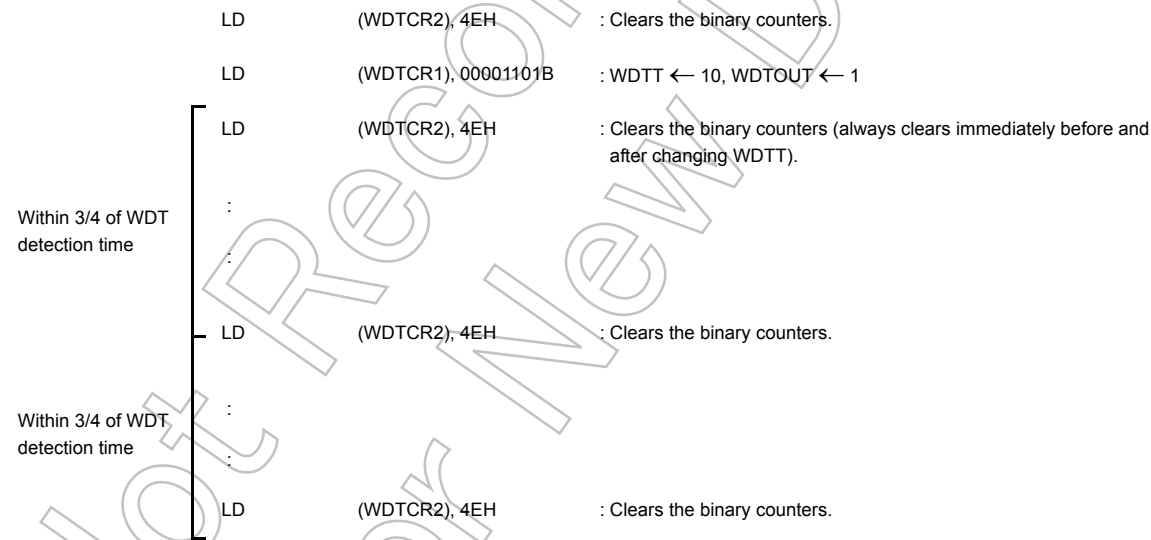 LD (WDTCR2), 4EH : Clears the binary counters.
LD (WDTCR1), 00001101B : WDTT ← 10, WDTOUT ← 1
LD (WDTCR2), 4EH : Clears the binary counters (always clears immediately before and
after changing WDTT).
Within 3/4 of WDT :
detection time
:
LD (WDTCR2), 4EH : Clears the binary counters.
Within 3/4 of WDT :
detection time
:
LD (WDTCR2), 4EH : Clears the binary counters.